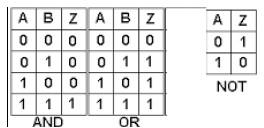 A B Z A B Z
0 0 0 0 0 0
0 1 0 0 1 1
1 0 0 1 0 1
1 1 1 1 1 1
AND OR
A Z
0 1
1 0
NOT